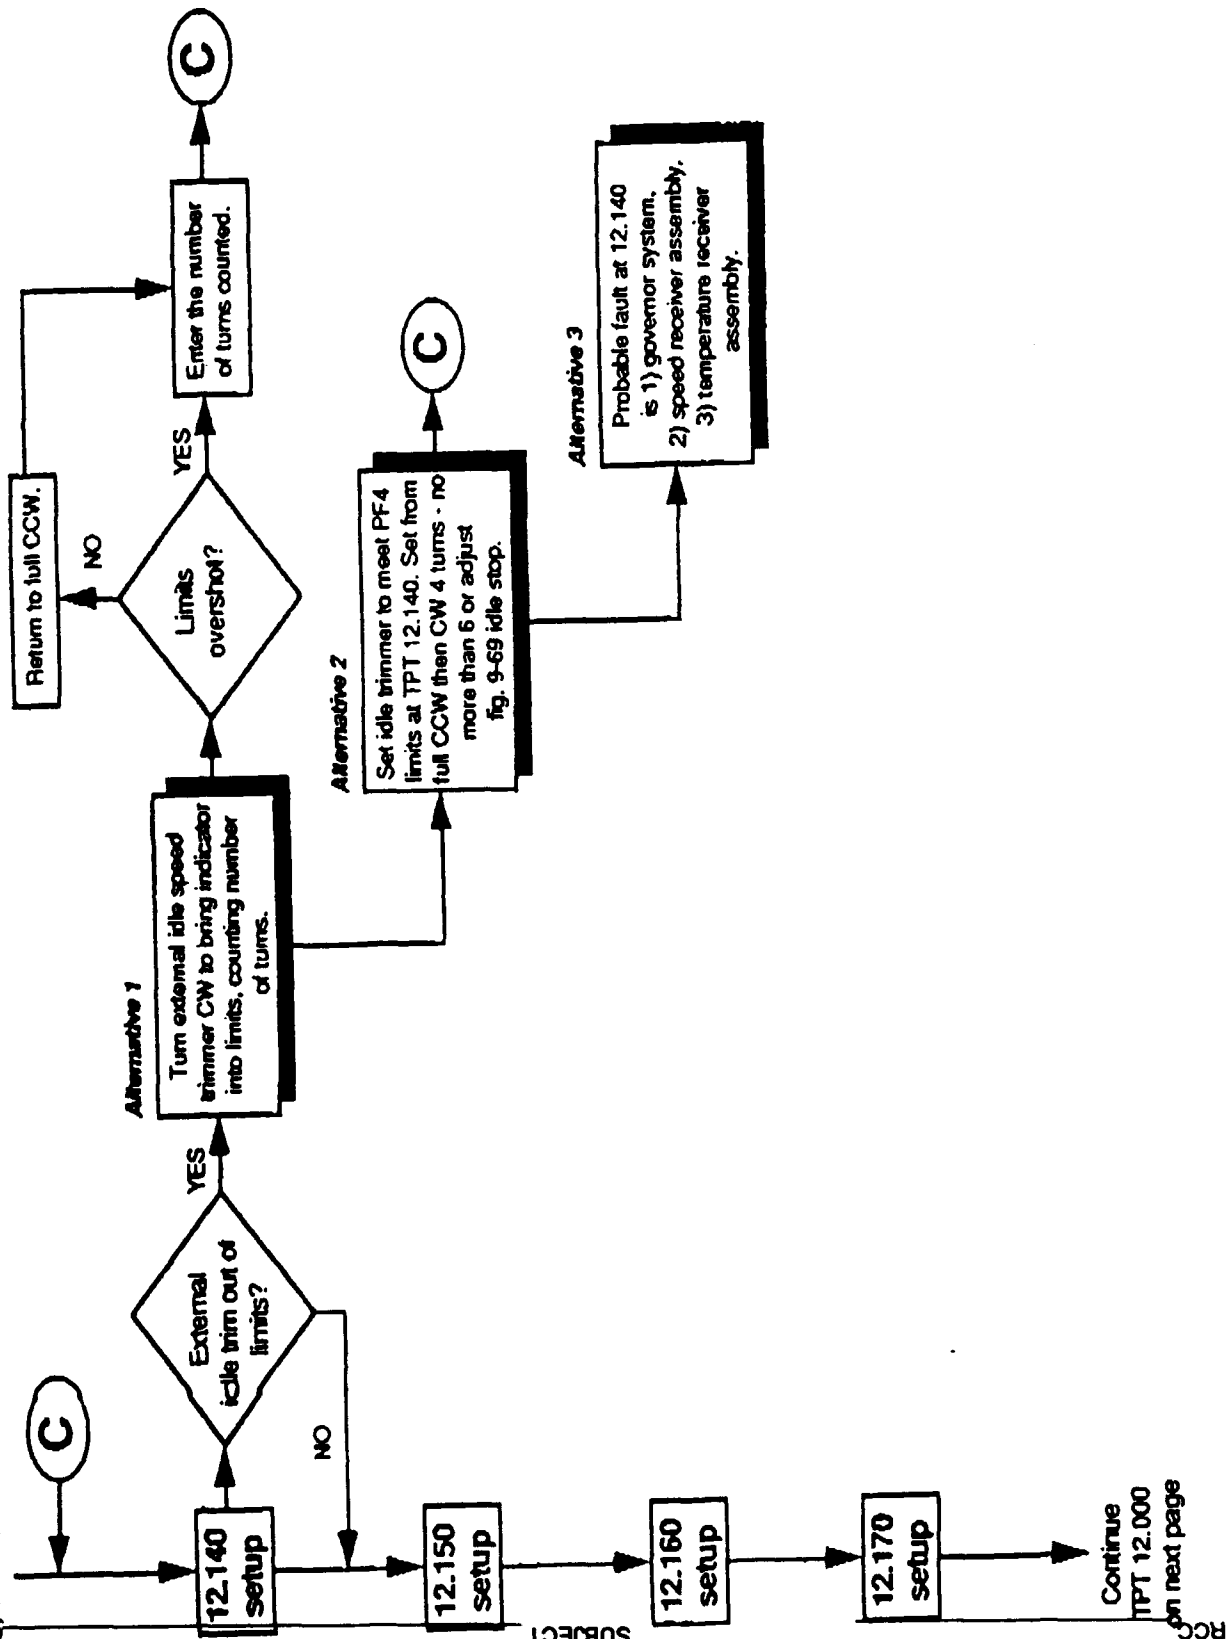 C
12.140
setup
External
idle trim out of
limits?
YES
NO
Alternative 1
Turn external idle speed
trimmer CW to bring indicator
into limits, counting number
of turns.
Limits
overshot?
NO
Return to full CCW.
YES
Enter the number
of turns counted.
C
Alternative 2
Set idle trimmer to meet PF4
limits at TPT 12.140. Set from
full CCW then CW 4 turns - no
more than 6 or adjust
fig. 9-69 idle stop.
C
Alternative 3
Probable fault at 12.140
is 1) governor system.
2) speed receiver assembly.
3) temperature receiver
assembly.
12.150
setup
12.160
setup
12.170
setup
Continue
TPT 12.000
on next page